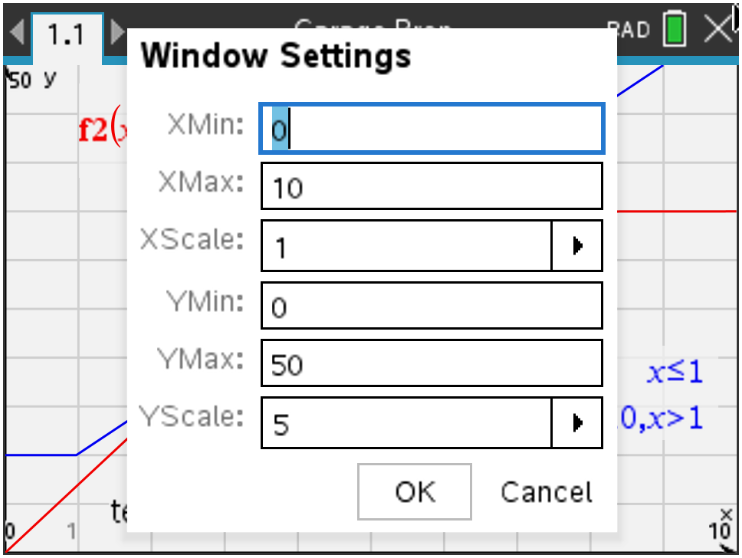 1.1 RAD
Window Settings
50 y
f2(x
XMin: 0
XMax: 10
XScale: 1
YMin: 0
YMax: 50
x≤1
YScale: 5
0,x>1
OK Cancel
0 1 x
10